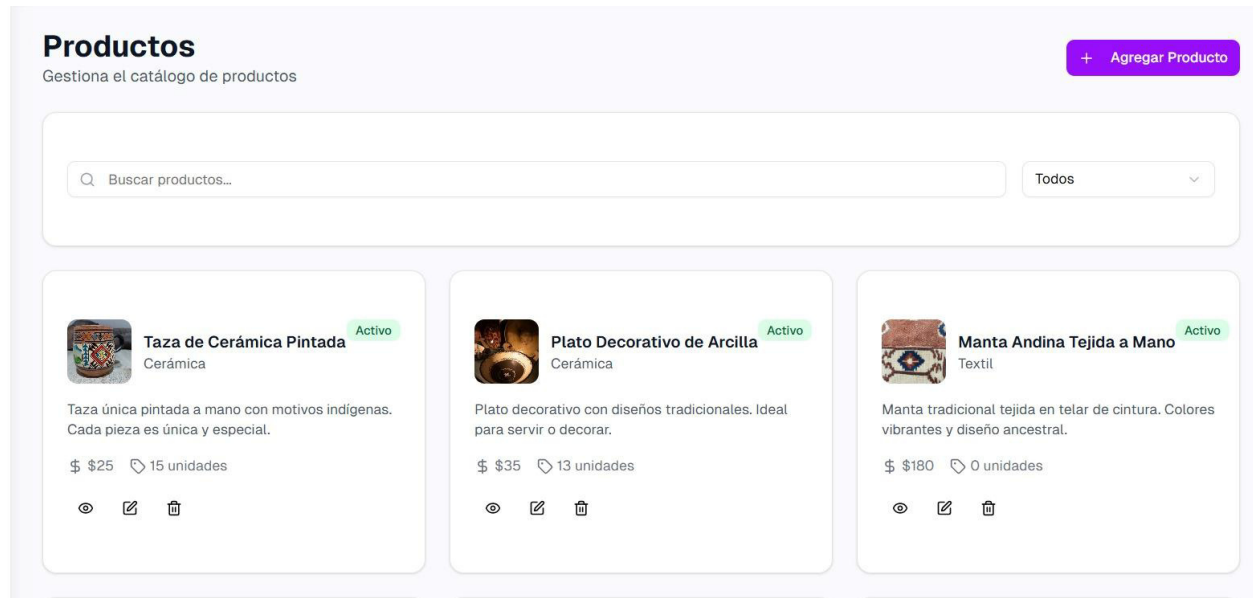 Productos
Gestiona el catálogo de productos
+ Agregar Producto
Buscar productos...
Todos
Activo
Taza de Cerámica Pintada
Cerámica
Taza única pintada a mano con motivos indígenas.
Cada pieza es única y especial.
$ $25 15 unidades
Activo
Plato Decorativo de Arcilla
Cerámica
Plato decorativo con diseños tradicionales. Ideal
para servir o decorar.
$ $35 13 unidades
Activo
Manta Andina Tejida a Mano
Textil
Manta tradicional tejida en telar de cintura. Colores
vibrantes y diseño ancestral.
$ $180 0 unidades